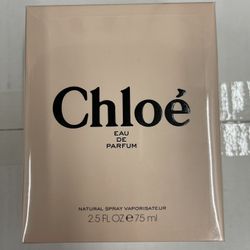 Chloé
EAU DE
PARFUM
NATURAL SPRAY VAPORISATEUR
2.5 FL OZ e 75 ml